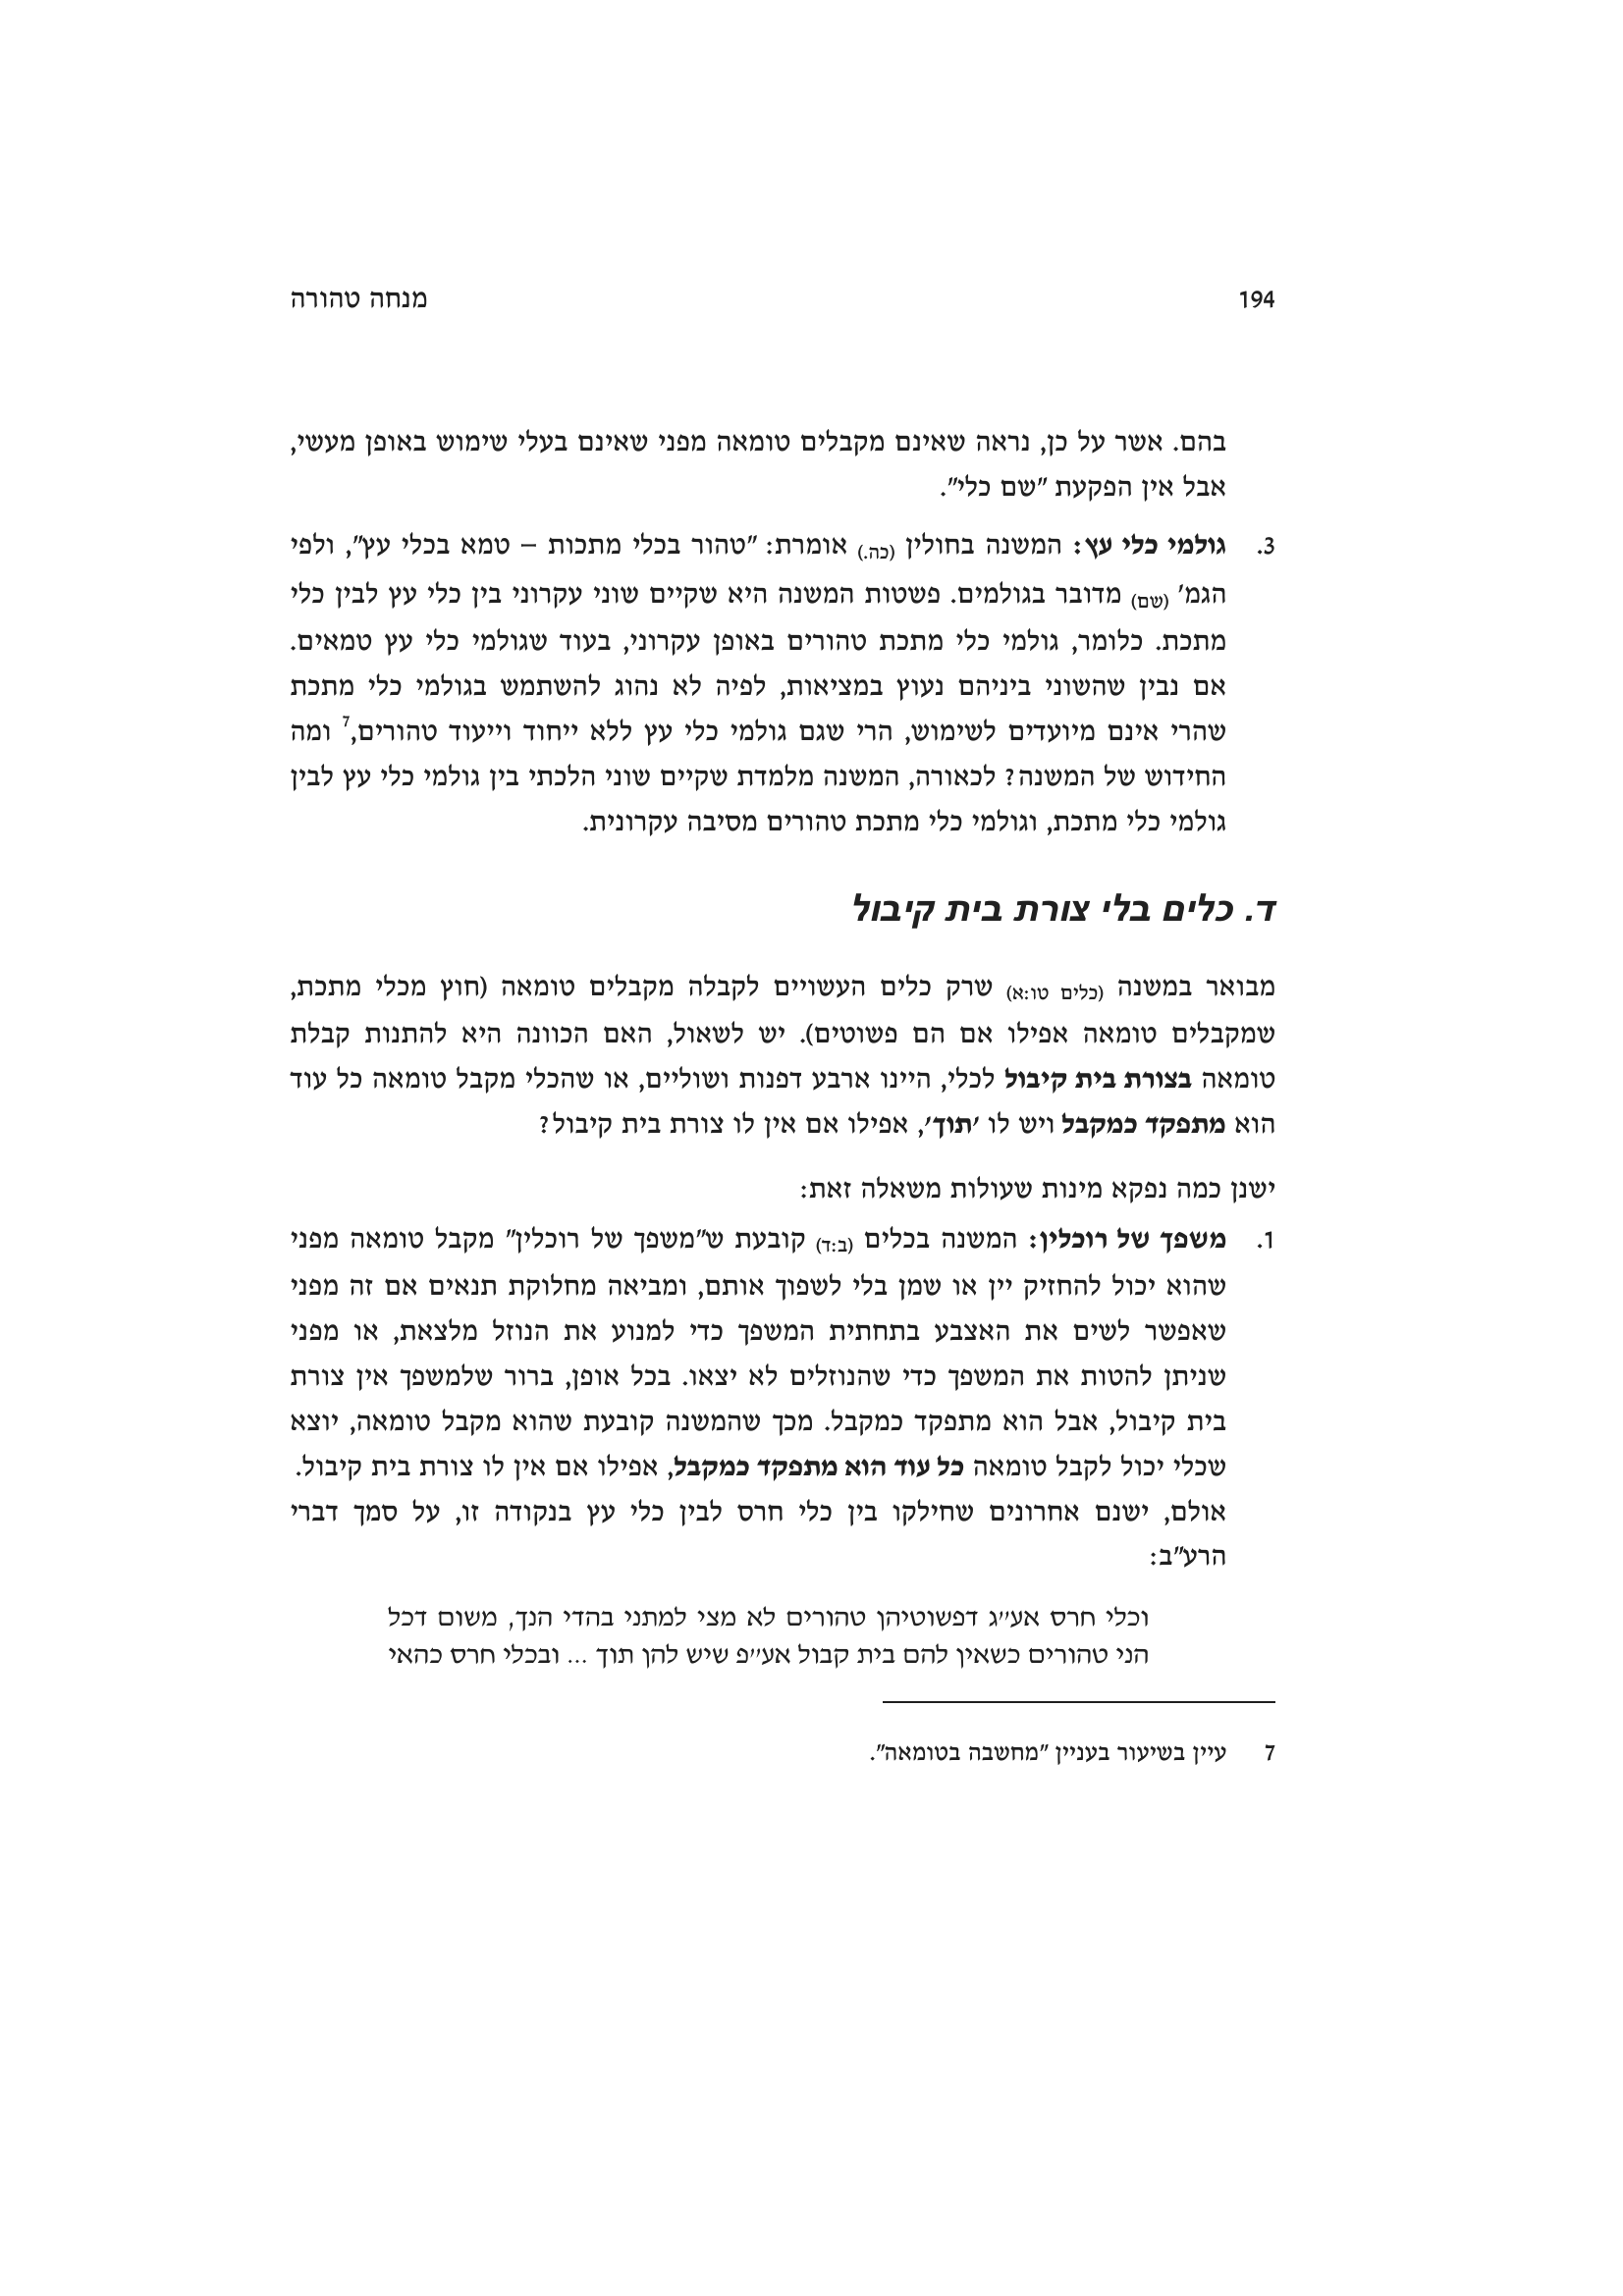 194 מנחה טהורה
בהם. אשר על כן, נראה שאינם מקבלים טומאה מפני שאינם בעלי שימוש באופן מעשי,
אבל אין הפקעת "שם כלי".
3. גולמי כלי עץ: המשנה בחולין (כה.) אומרת: "טהור בכלי מתכות – טמא בכלי עץ", ולפי
הגמ' (שם) מדובר בגולמים. פשטות המשנה היא שקיים שוני עקרוני בין כלי עץ לבין כלי
מתכת. כלומר, גולמי כלי מתכת טהורים באופן עקרוני, בעוד שגולמי כלי עץ טמאים.
אם נבין שהשוני ביניהם נעוץ במציאות, לפיה לא נהוג להשתמש בגולמי כלי מתכת
שהרי אינם מיועדים לשימוש, הרי שגם גולמי כלי עץ ללא ייחוד וייעוד טהורים,7 ומה
החידוש של המשנה? לכאורה, המשנה מלמדת שקיים שוני הלכתי בין גולמי כלי עץ לבין
גולמי כלי מתכת, וגולמי כלי מתכת טהורים מסיבה עקרונית.
ד. כלים בלי צורת בית קיבול
מבואר במשנה (כלים טו:א) שרק כלים העשויים לקבלה מקבלים טומאה (חוץ מכלי מתכת,
שמקבלים טומאה אפילו אם הם פשוטים). יש לשאול, האם הכוונה היא להתנות קבלת
טומאה בצורת בית קיבול לכלי, היינו ארבע דפנות ושוליים, או שהכלי מקבל טומאה כל עוד
הוא מתפקד כמקבל ויש לו 'תוך', אפילו אם אין לו צורת בית קיבול?
ישנן כמה נפקא מינות שעולות משאלה זאת:
1. משפך של רוכלין: המשנה בכלים (ב:ד) קובעת ש"משפך של רוכלין" מקבל טומאה מפני
שהוא יכול להחזיק יין או שמן בלי לשפוך אותם, ומביאה מחלוקת תנאים אם זה מפני
שאפשר לשים את האצבע בתחתית המשפך כדי למנוע את הנוזל מלצאת, או מפני
שניתן להטות את המשפך כדי שהנוזלים לא יצאו. בכל אופן, ברור שלמשפך אין צורת
בית קיבול, אבל הוא מתפקד כמקבל. מכך שהמשנה קובעת שהוא מקבל טומאה, יוצא
שכלי יכול לקבל טומאה כל עוד הוא מתפקד כמקבל, אפילו אם אין לו צורת בית קיבול.
אולם, ישנם אחרונים שחילקו בין כלי חרס לבין כלי עץ בנקודה זו, על סמך דברי
הרע"ב:
וכלי חרס אע"ג דפשוטיהן טהורים לא מצי למתני בהדי הנך, משום דכל
הני טהורים כשאין להם בית קבול אע"פ שיש להן תוך ... ובכלי חרס כהאי
7 עיין בשיעור בעניין "מחשבה בטומאה".